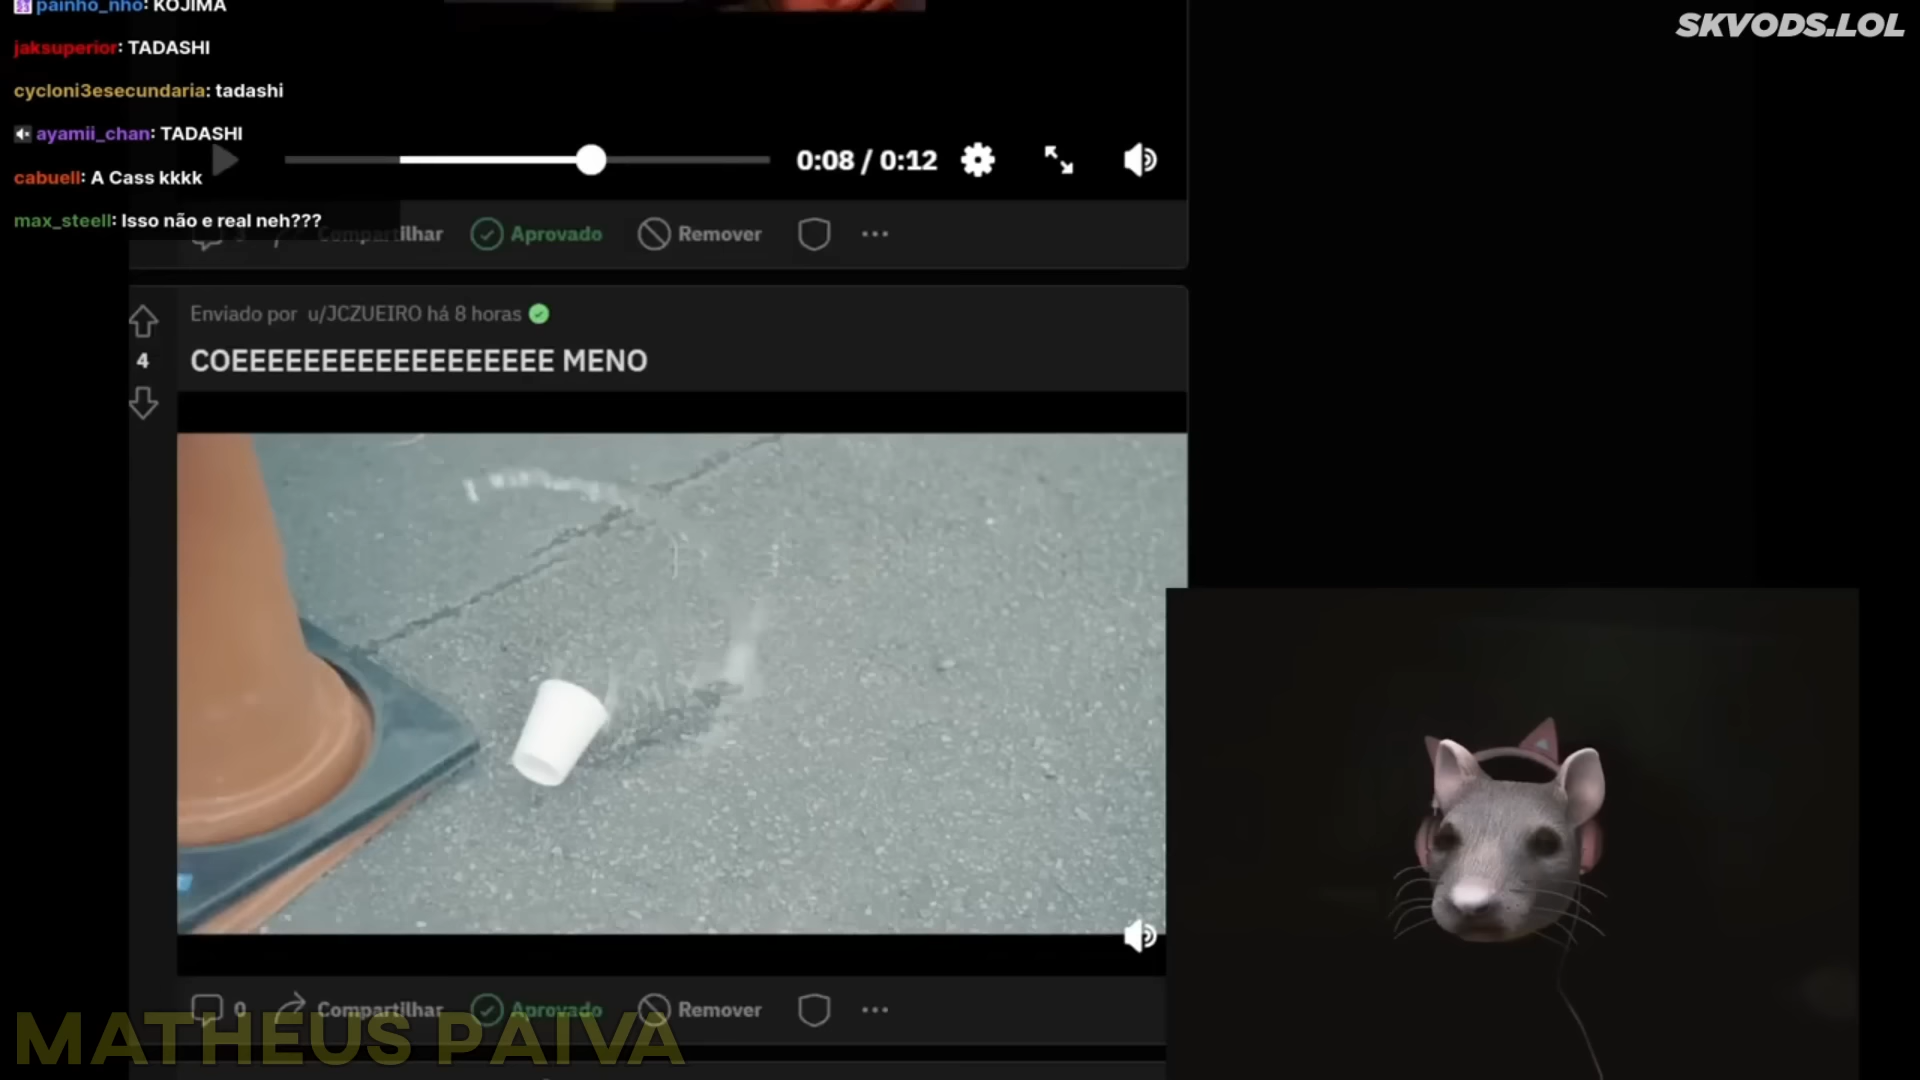 painho_nho: KOJIMA
SKVODS.LOL
jaksuperior: TADASHI
cycloni3esecundaria: tadashi
ayamii_chan: TADASHI
0:08 / 0:12
cabuell: A Cass kkkk
max_steell: Isso não e real neh???
Compartilhar Aprovado Remover
Enviado por u/JCZUEIRO há 8 horas
4
COEEEEEEEEEEEEEEEEEE MENO
0 Compartilhar Aprovado Remover
MATHEUS PAIVA